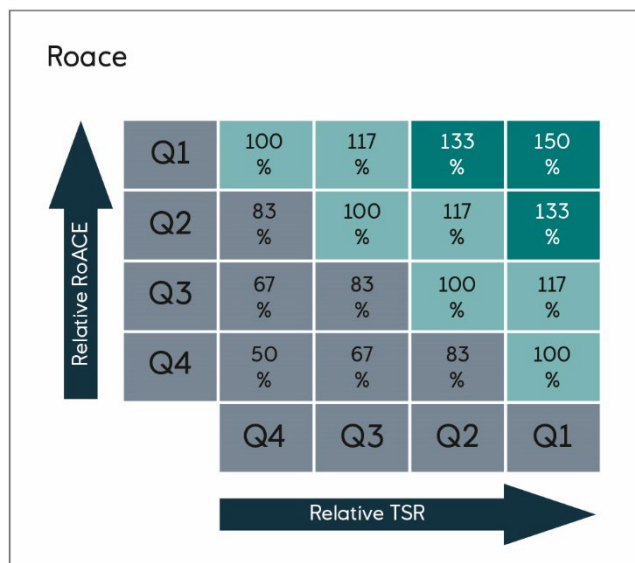 Roace
Relative RoACE
Q1
100
%
117
%
133
%
150
%
Q2
83
%
100
%
117
%
133
%
Q3
67
%
83
%
100
%
117
%
Q4
50
%
67
%
83
%
100
%
Q4
Q3
Q2
Q1
Relative TSR